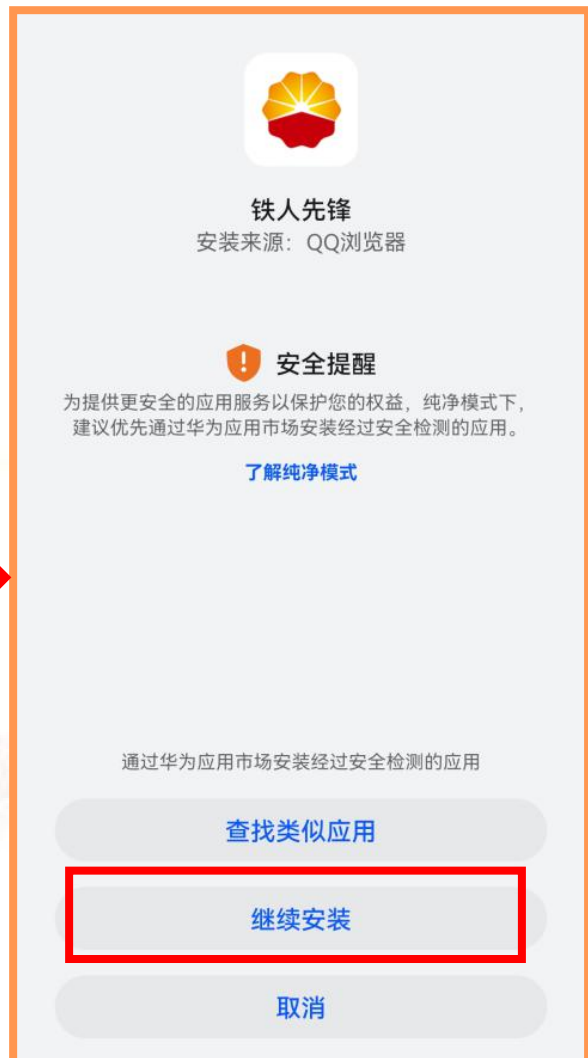 铁人先锋
安装来源：QQ浏览器
安全提醒
为提供更安全的应用服务以保护您的权益，纯净模式下，
建议优先通过华为应用市场安装经过安全检测的应用。
了解纯净模式
通过华为应用市场安装经过安全检测的应用
查找类似应用
继续安装
取消